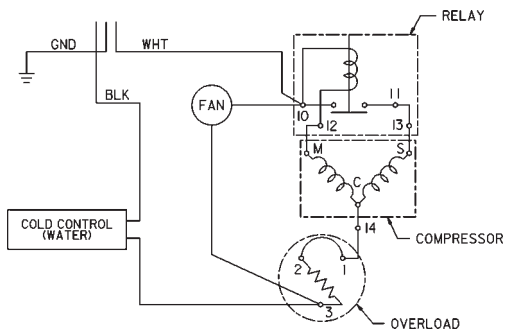 RELAY
GND
WHT
BLK
FAN
10
11
12
13
M
S
C
COLD CONTROL
(WATER)
14
COMPRESSOR
2
1
3
OVERLOAD